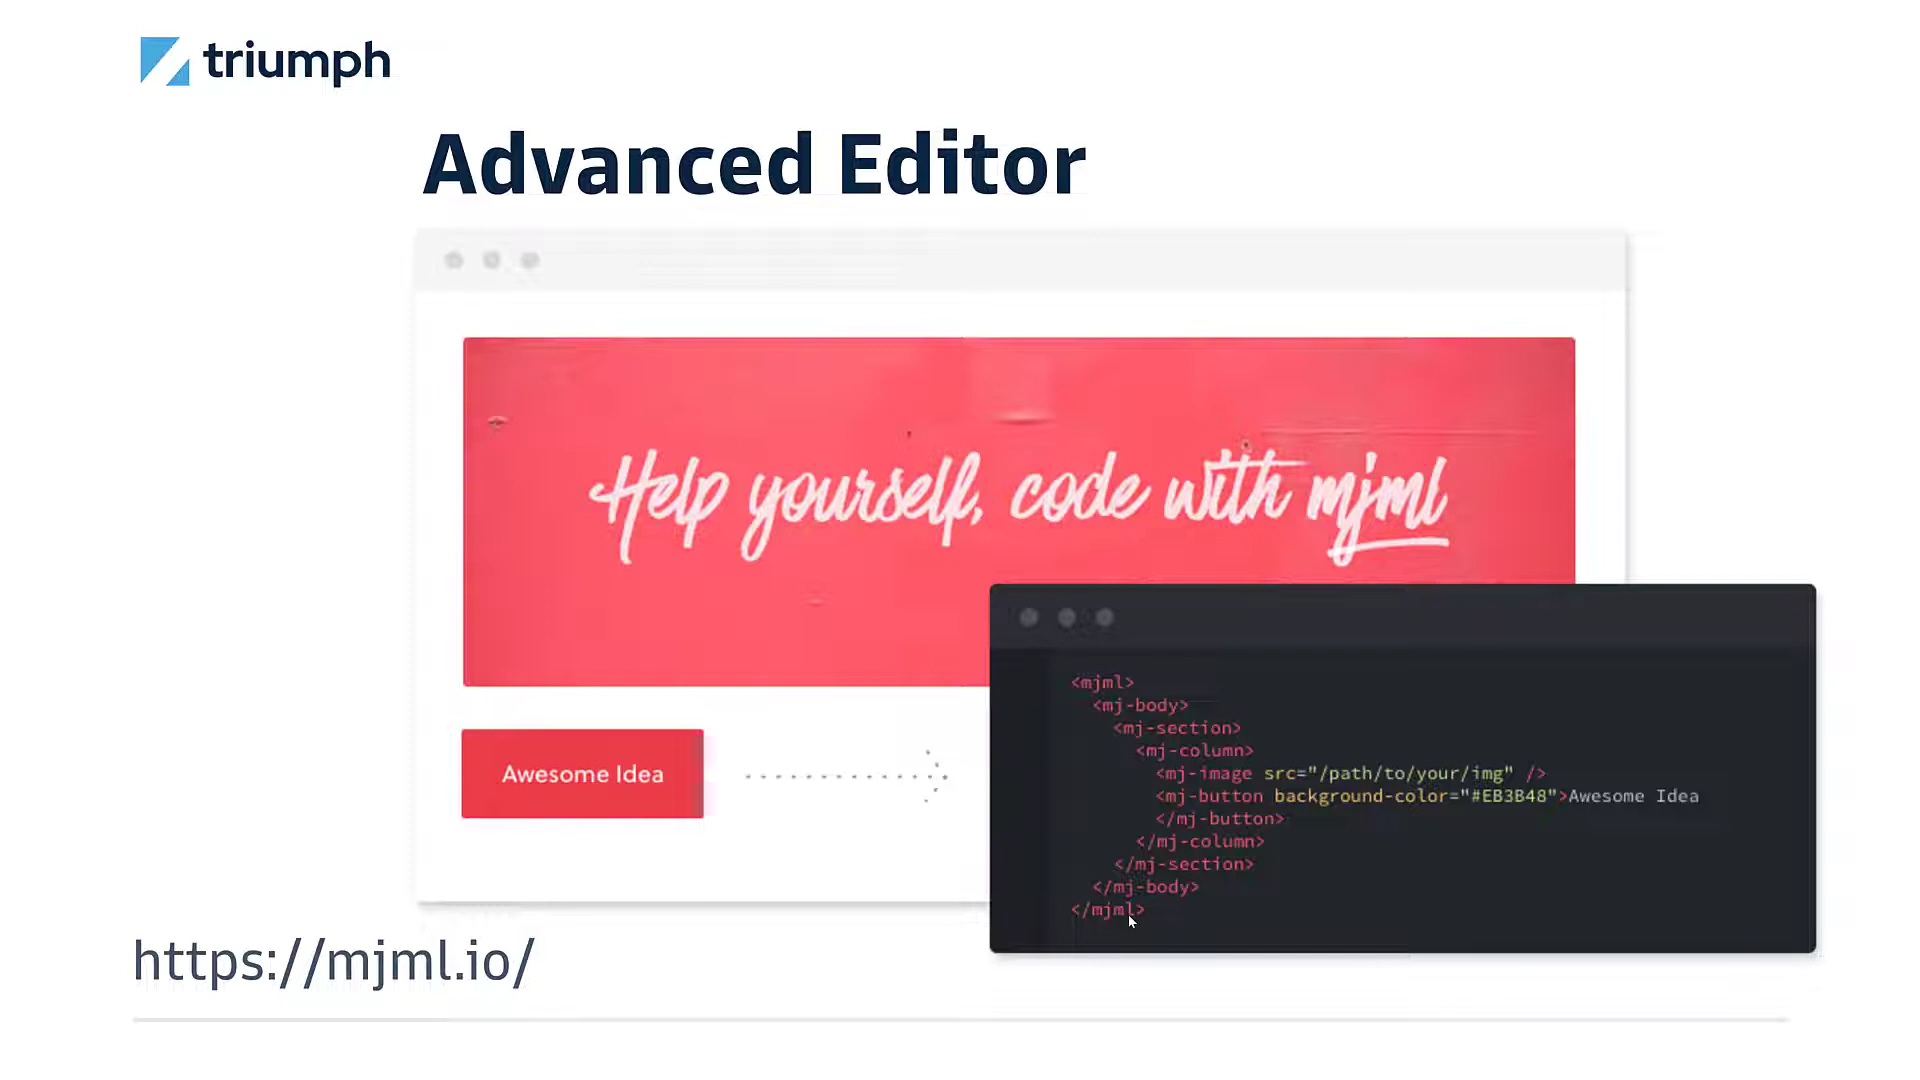 triumph
Advanced Editor
Help yourself, code with mjml
Awesome Idea
<mjml>
<mj-body>
<mj-section>
<mj-column>
<mj-image src="/path/to/your/img" />
<mj-button background-color="#EB3B48">Awesome Idea
</mj-button>
</mj-column>
</mj-section>
</mj-body>
</mjml>
https://mjml.io/